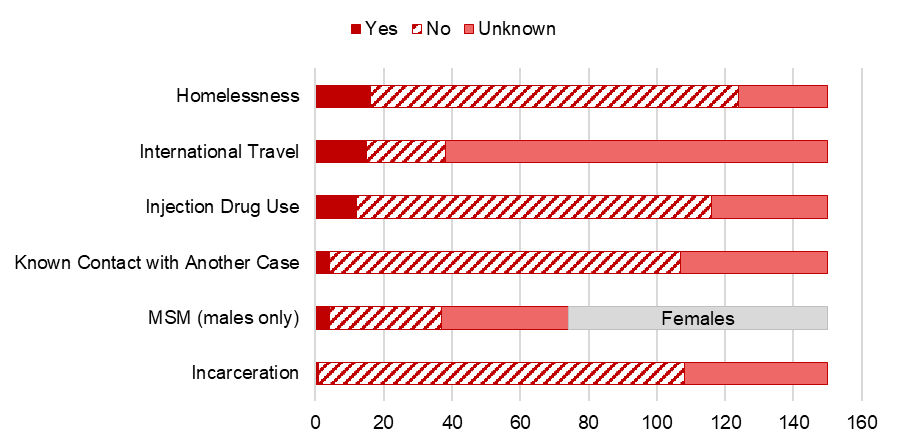 Yes No Unknown
Homelessness
International Travel
Injection Drug Use
Known Contact with Another Case
MSM (males only) Females
Incarceration
0 20 40 60 80 100 120 140 160